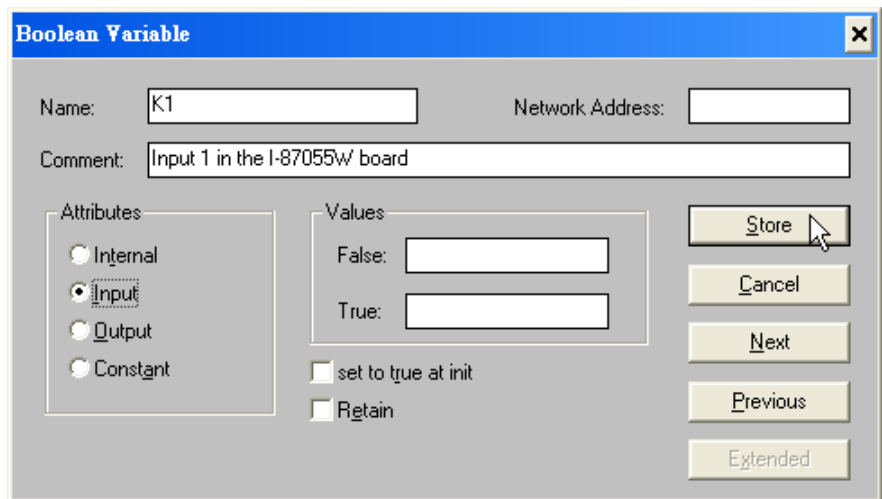 Boolean Variable
Name: K1 Network Address:
Comment: Input 1 in the I-87055W board
Attributes
Internal
Input
Output
Constant
Values
False:
True:
set to true at init
Retain
Store
Cancel
Next
Previous
Extended